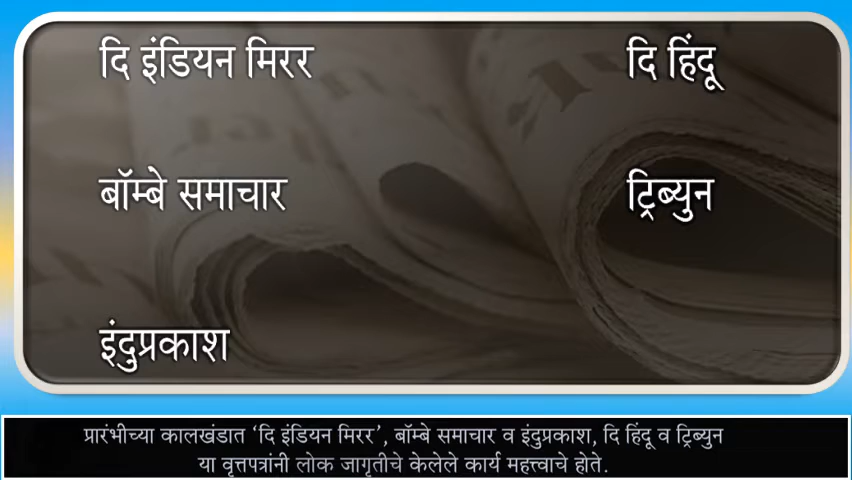 दि इंडियन मिरर
दि हिंदू
बॉम्बे समाचार
ट्रिब्युन
इंदुप्रकाश
प्रारंभीच्या कालखंडात ‘दि इंडियन मिरर’, बॉम्बे समाचार व इंदुप्रकाश, दि हिंदू व ट्रिब्युन
या वृत्तपत्रांनी लोक जागृतीचे केलेले कार्य महत्त्वाचे होते.